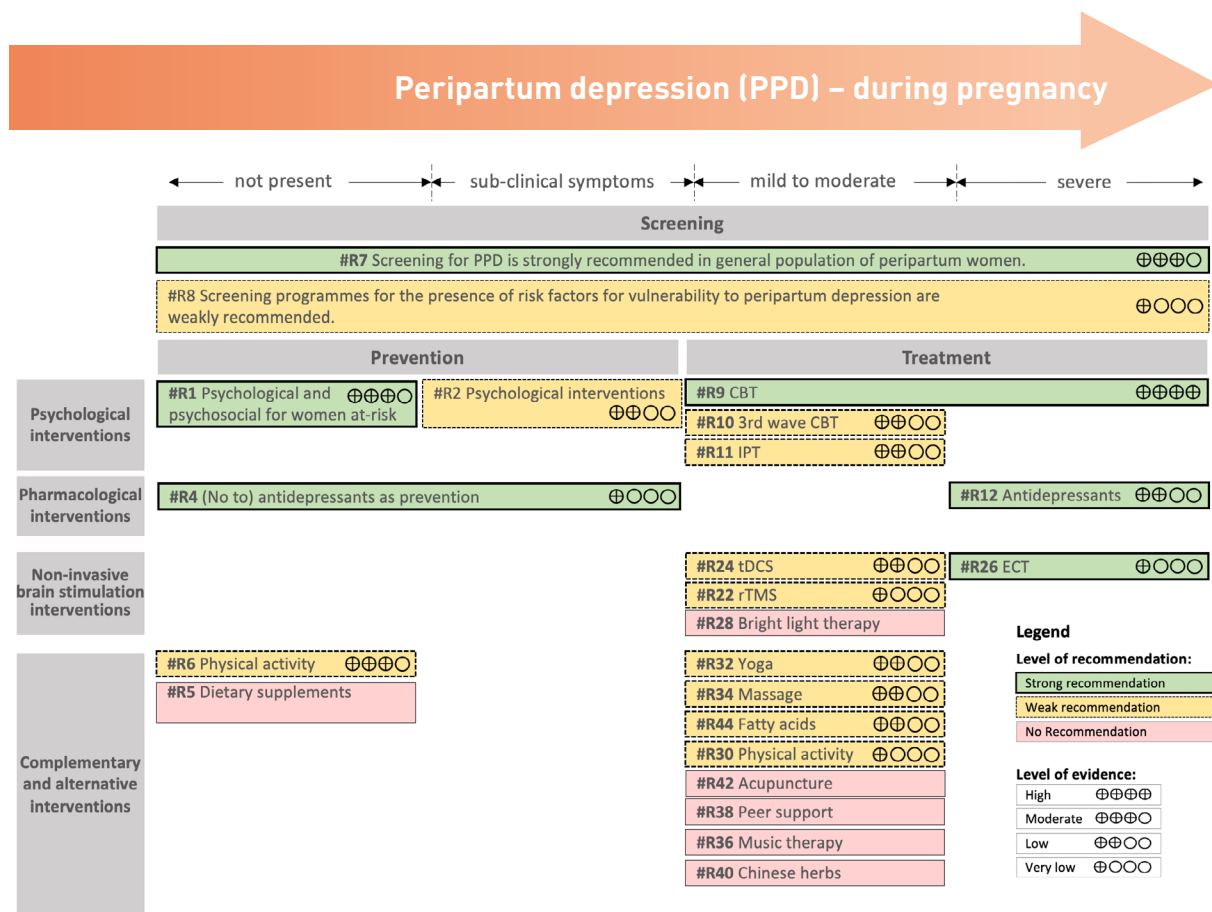 Peripartum depression (PPD) – during pregnancy
not present
sub-clinical symptoms
mild to moderate
severe
Screening
#R7 Screening for PPD is strongly recommended in general population of peripartum women. ⊕⊕⊕○
#R8 Screening programmes for the presence of risk factors for vulnerability to peripartum depression are
weakly recommended. ⊕○○○
Prevention
Treatment
Psychological
interventions
#R1 Psychological and ⊕⊕⊕○
psychosocial for women at-risk
#R2 Psychological interventions
⊕⊕○○
#R9 CBT ⊕⊕⊕⊕
#R10 3rd wave CBT ⊕⊕○○
#R11 IPT ⊕⊕○○
Pharmacological
interventions
#R4 (No to) antidepressants as prevention ⊕○○○
#R12 Antidepressants ⊕⊕○○
Non-invasive
brain stimulation
interventions
#R24 tDCS ⊕⊕○○
#R22 rTMS ⊕○○○
#R28 Bright light therapy
#R26 ECT ⊕○○○
Complementary
and alternative
interventions
#R6 Physical activity ⊕⊕⊕○
#R5 Dietary supplements
#R32 Yoga ⊕⊕○○
#R34 Massage ⊕⊕○○
#R44 Fatty acids ⊕⊕○○
#R30 Physical activity ⊕○○○
#R42 Acupuncture
#R38 Peer support
#R36 Music therapy
#R40 Chinese herbs
Legend
Level of recommendation:
Strong recommendation
Weak recommendation
No Recommendation
Level of evidence:
High ⊕⊕⊕⊕
Moderate ⊕⊕⊕○
Low ⊕⊕○○
Very low ⊕○○○